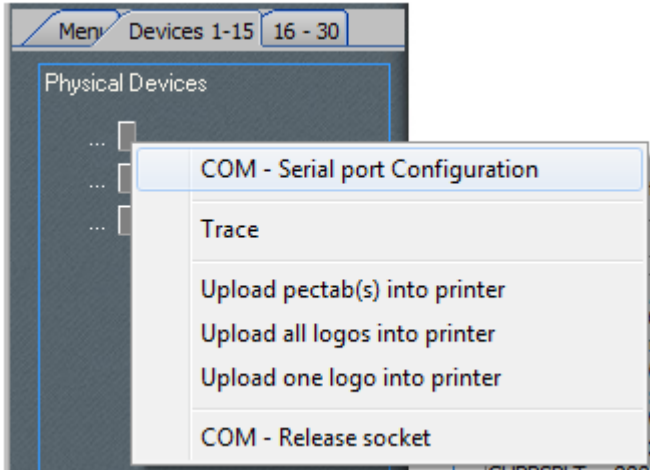 Menu Devices 1-15 16 - 30
Physical Devices
...
COM - Serial port Configuration
...
...
Trace
Upload pectab(s) into printer
Upload all logos into printer
Upload one logo into printer
COM - Release socket